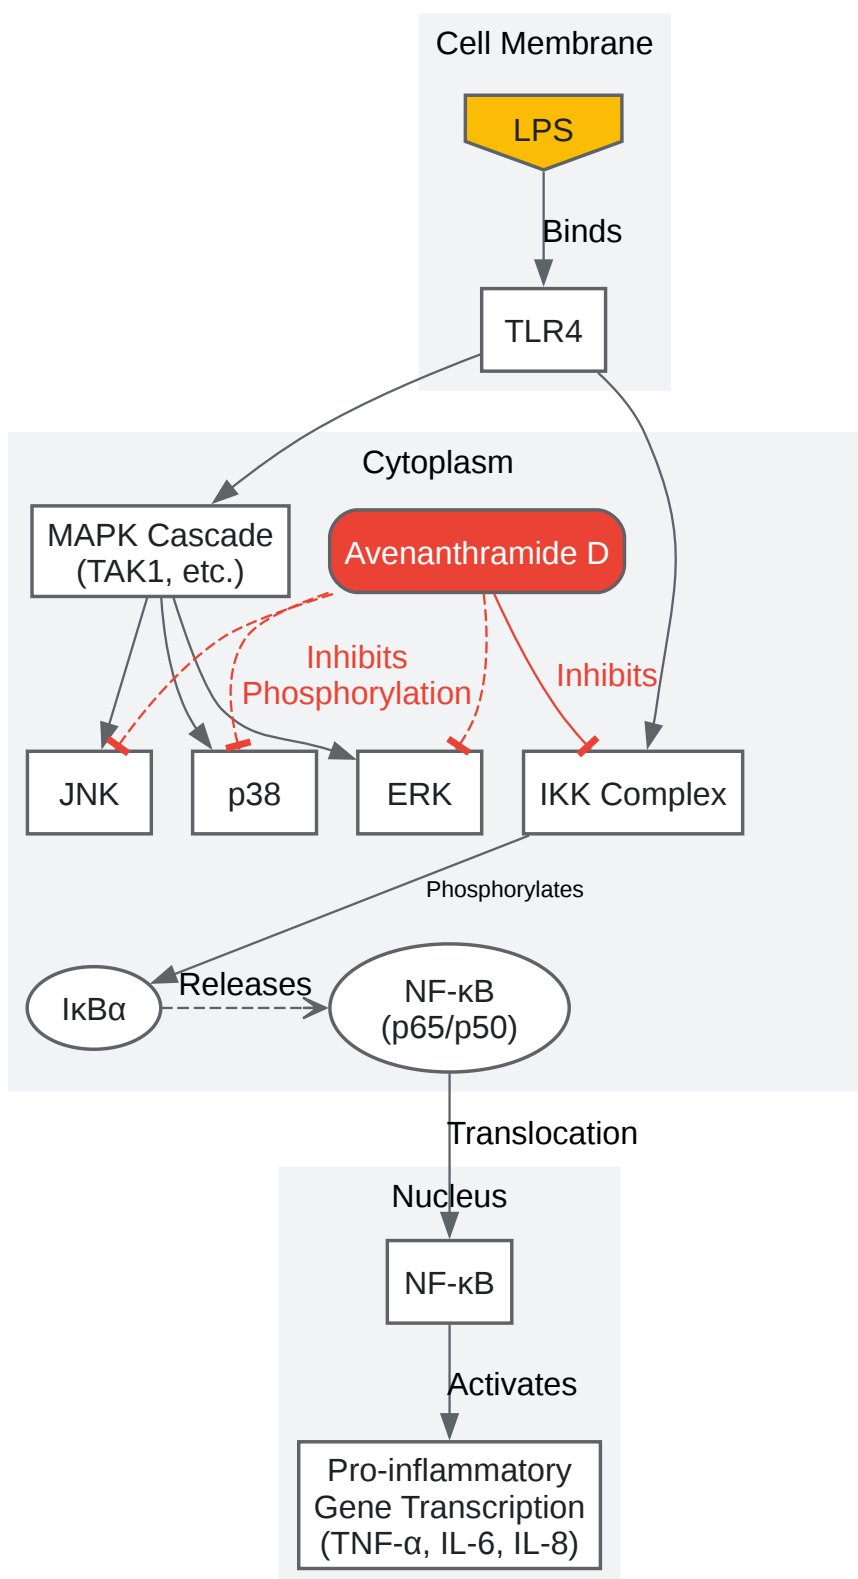 Cell Membrane
LPS
Binds
TLR4
Cytoplasm
MAPK Cascade
(TAK1, etc.)
Avenanthramide D
Inhibits
Phosphorylation
Inhibits
JNK
p38
ERK
IKK Complex
Phosphorylates
IκBα
Releases
NF-κB
(p65/p50)
Translocation
Nucleus
NF-κB
Activates
Pro-inflammatory
Gene Transcription
(TNF-α, IL-6, IL-8)